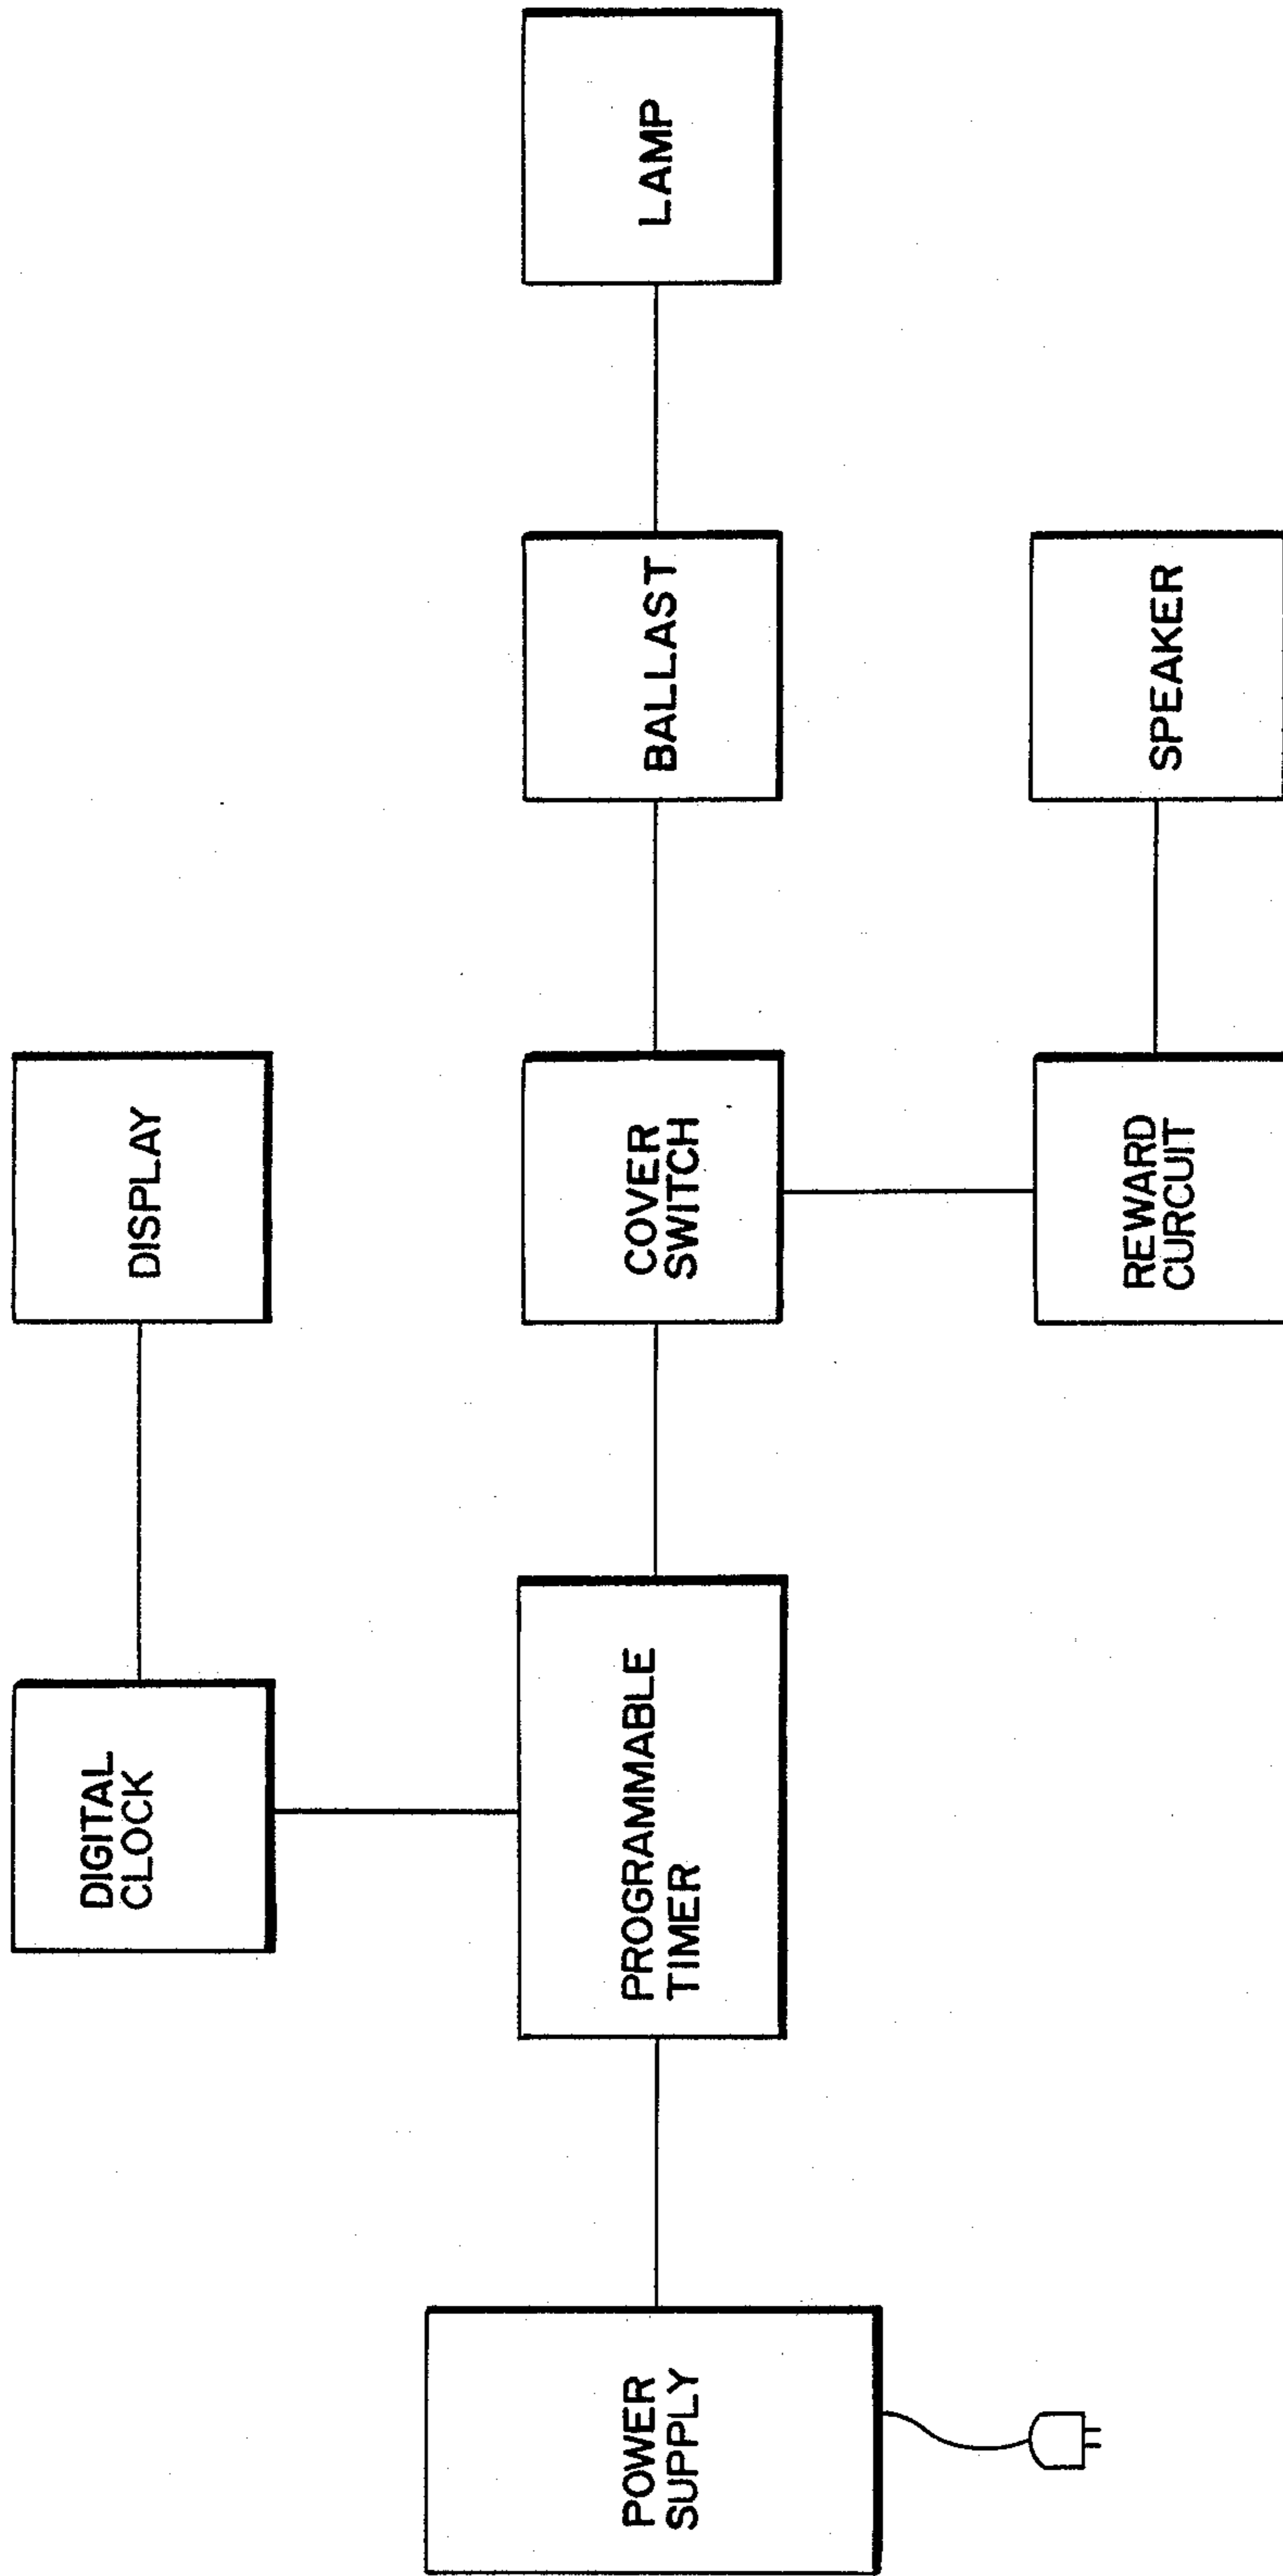 DIGITAL
CLOCK
DISPLAY
POWER
SUPPLY
PROGRAMMABLE
TIMER
COVER
SWITCH
BALLAST
LAMP
REWARD
CURCUIT
SPEAKER